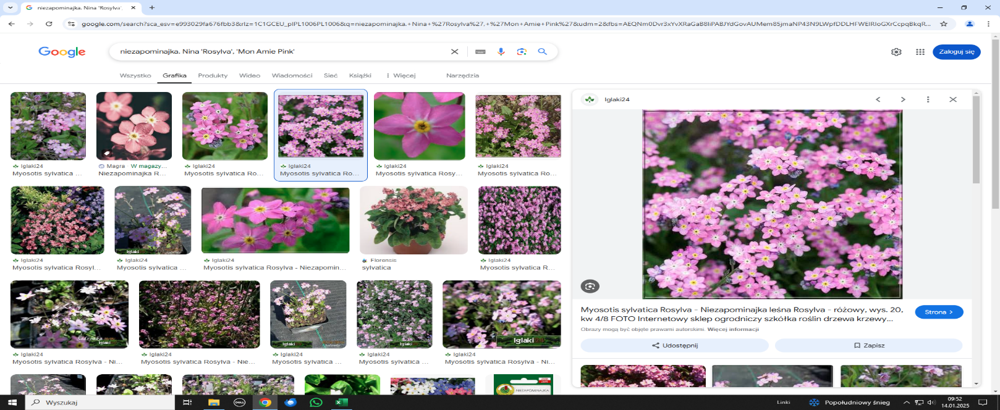 niezapominajka. Nina 'Rosylva',
google.com/search?sca_esv=e993029fa676fbb3&rlz=1C1GCEU_plPL1006PL1006&q=niezapominajka.+Nina+%27Rosylva%27,+%27Mon+Amie+Pink%27&udm=2&fbs=AEQNm0Dvr3xYvXRaGaB8liPABJYdGovAUMem85jmaNP43N9LWpfDDLHFWEIRIoGXrCcpqBkqR...
Google
niezapominajka. Nina 'Rosylva', 'Mon Amie Pink'
Zaloguj się
Wszystko Grafika Produkty Wideo Wiadomości Sieć Książki Więcej Narzędzia
Iglaki24 Magra · W magazy... Iglaki24 Iglaki24 Iglaki24 Iglaki24
Myosotis sylvatica ... Niezapominajka R... Myosotis sylvatica Ro... Myosotis sylvatica Ro... Myosotis sylvatica Rosy... Myosotis sylvatica Ro...
Iglaki
Iglaki24 Iglaki24 Iglaki24 Florensis Iglaki24
Myosotis sylvatica Rosyl... Myosotis sylvatica ... Myosotis sylvatica Rosylva - Niezapomin... sylvatica Myosotis sylvatica R...
Sadzonka
Iglaki Iglaki Iglaki Iglaki24
Iglaki24 Iglaki24 Iglaki24 Iglaki24 Iglaki24
Myosotis sylvatica Rosylva - Ni... Myosotis sylvatica Rosylva - Nie... Myosotis sylvatica ... Myosotis sylvatica ... Myosotis sylvatica Rosylva - Ni...
NIEZAPOMINAJKA
Iglaki24
Myosotis sylvatica Rosylva - Niezapominajka leśna Rosylva - różowy, wys. 20,
kw 4/8 FOTO Internetowy sklep ogrodniczy szkółka roślin drzewa krzewy...
Strona
Obrazy mogą być objęte prawami autorskimi. Więcej informacji
Udostępnij Zapisz
Wyszukaj
DELL
Linki
Popołudniowy śnieg
09:52
14.01.2025